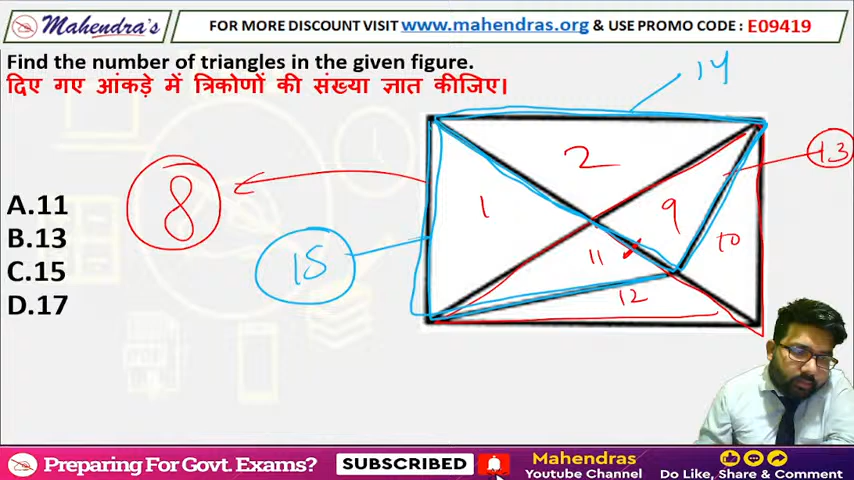 Mahendra's
FOR MORE DISCOUNT VISIT www.mahendras.org & USE PROMO CODE : E09419
Find the number of triangles in the given figure.
दिए गए आंकड़े में त्रिकोणों की संख्या ज्ञात कीजिए।
14
2
13
8
A.11
1
9
B.13
10
11
15
C.15
12
D.17
Preparing For Govt. Exams?
SUBSCRIBED
Mahendras
Youtube Channel
Do Like, Share & Comment